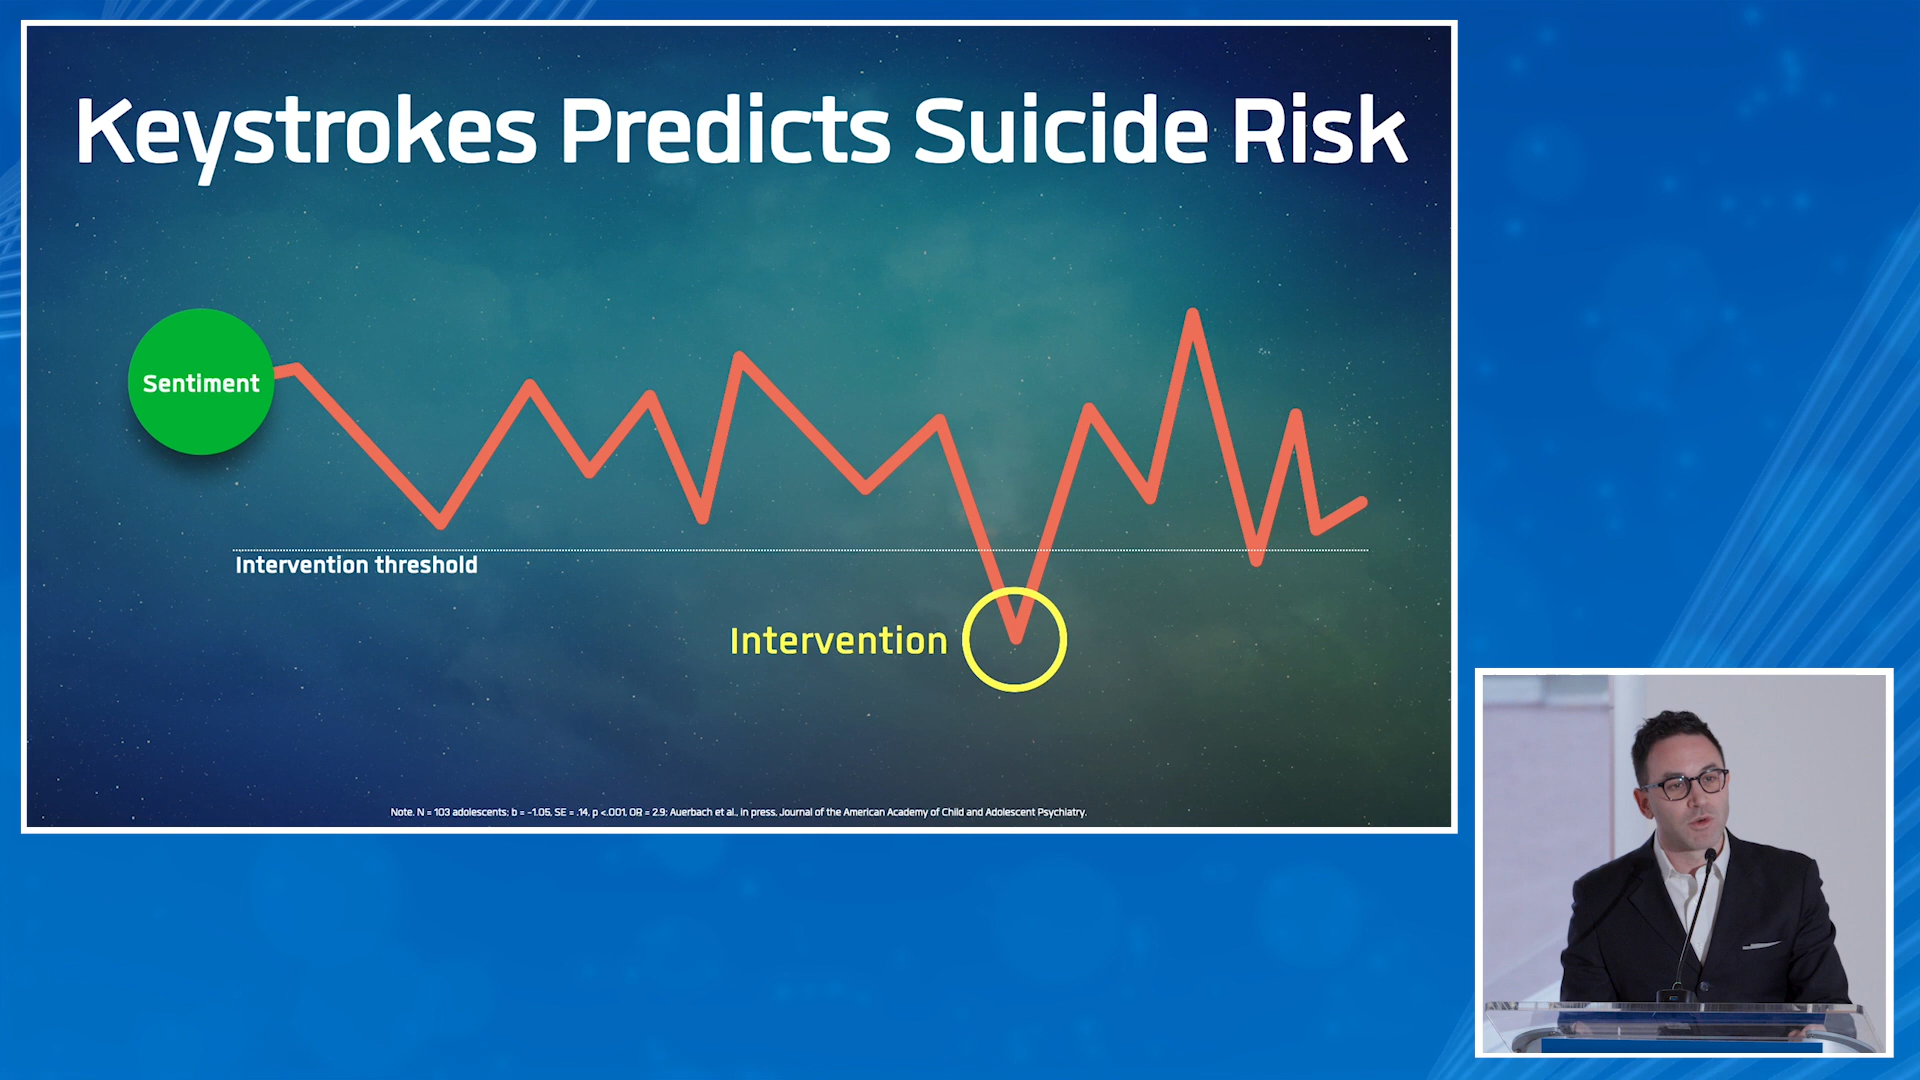 Keystrokes Predicts Suicide Risk
Sentiment
Intervention threshold
Intervention
Note. N = 103 adolescents; b = -1.05, SE = .14, p <.001, OR = 2.9; Auerbach et al., in press, Journal of the American Academy of Child and Adolescent Psychiatry.